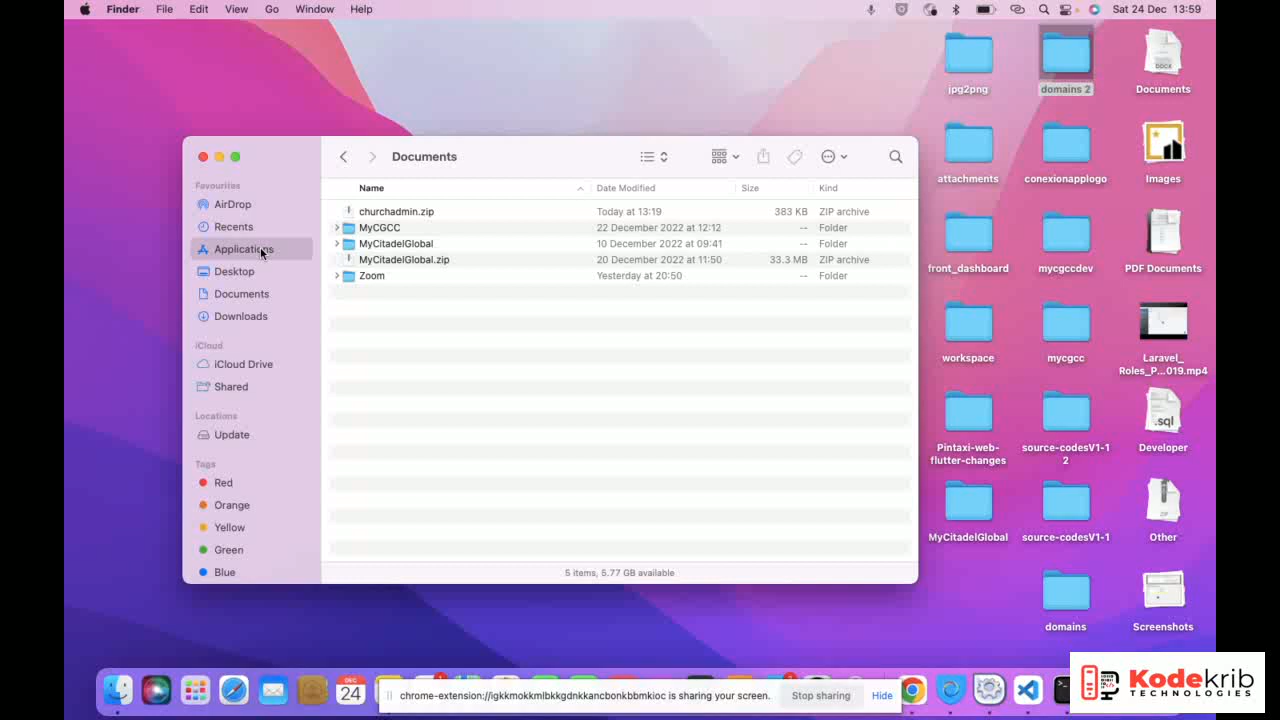 Finder File Edit View Go Window Help
Sat 24 Dec 13:59
Documents
Favourites
AirDrop
Recents
Applications
Desktop
Documents
Downloads
iCloud
iCloud Drive
Shared
Locations
Update
Tags
Red
Orange
Yellow
Green
Blue
Name Date Modified Size Kind
churchadmin.zip Today at 13:19 383 KB ZIP archive
MyCGCC 22 December 2022 at 12:12 -- Folder
MyCitadelGlobal 10 December 2022 at 09:41 -- Folder
MyCitadelGlobal.zip 20 December 2022 at 11:50 33.3 MB ZIP archive
Zoom Yesterday at 20:50 -- Folder
5 items, 5.77 GB available
jpg2png
domains 2
DOCX
Documents
attachments
conexionapplogo
Images
front_dashboard
mycgccdev
PDF Documents
workspace
mycgcc
Laravel_
Roles_P...019.mp4
.sql
Pintaxi-web-
flutter-changes
source-codesV1-1
2
Developer
ZIP
MyCitadelGlobal
source-codesV1-1
Other
domains
Screenshots
DEC
24
chrome-extension://igkkmokkmlbkkgdnkkancbonkbbmkioc is sharing your screen.
Stop sharing
Hide
Kodekrib
TECHNOLOGIES